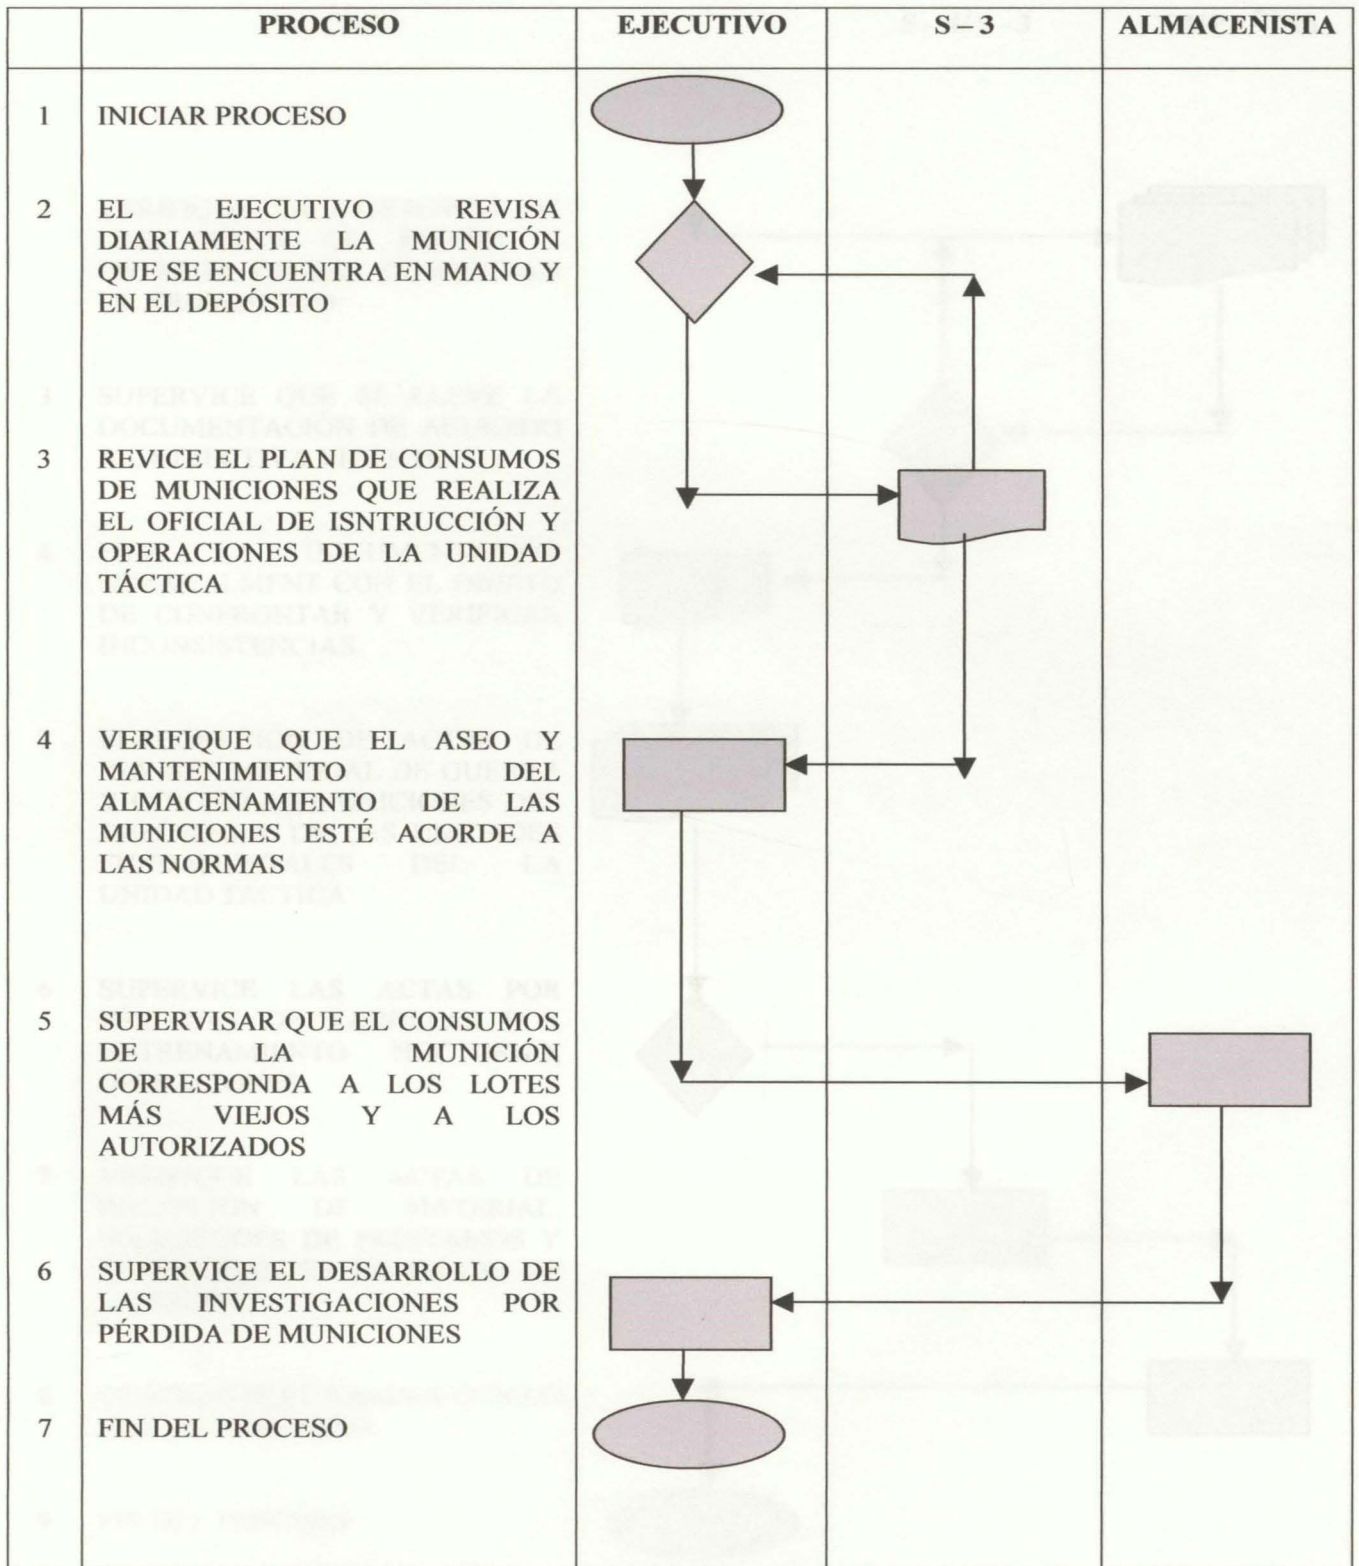 PROCESO EJECUTIVO S – 3 ALMACENISTA
1 INICIAR PROCESO
2 EL EJECUTIVO REVISA
DIARIAMENTE LA MUNICIÓN
QUE SE ENCUENTRA EN MANO Y
EN EL DEPÓSITO
3 REVICE EL PLAN DE CONSUMOS
DE MUNICIONES QUE REALIZA
EL OFICIAL DE ISNTRUCCIÓN Y
OPERACIONES DE LA UNIDAD
TÁCTICA
4 VERIFIQUE QUE EL ASEO Y
MANTENIMIENTO DEL
ALMACENAMIENTO DE LAS
MUNICIONES ESTÉ ACORDE A
LAS NORMAS
5 SUPERVISAR QUE EL CONSUMOS
DE LA MUNICIÓN
CORRESPONDA A LOS LOTES
MÁS VIEJOS Y A LOS
AUTORIZADOS
6 SUPERVICE EL DESARROLLO DE
LAS INVESTIGACIONES POR
PÉRDIDA DE MUNICIONES
7 FIN DEL PROCESO